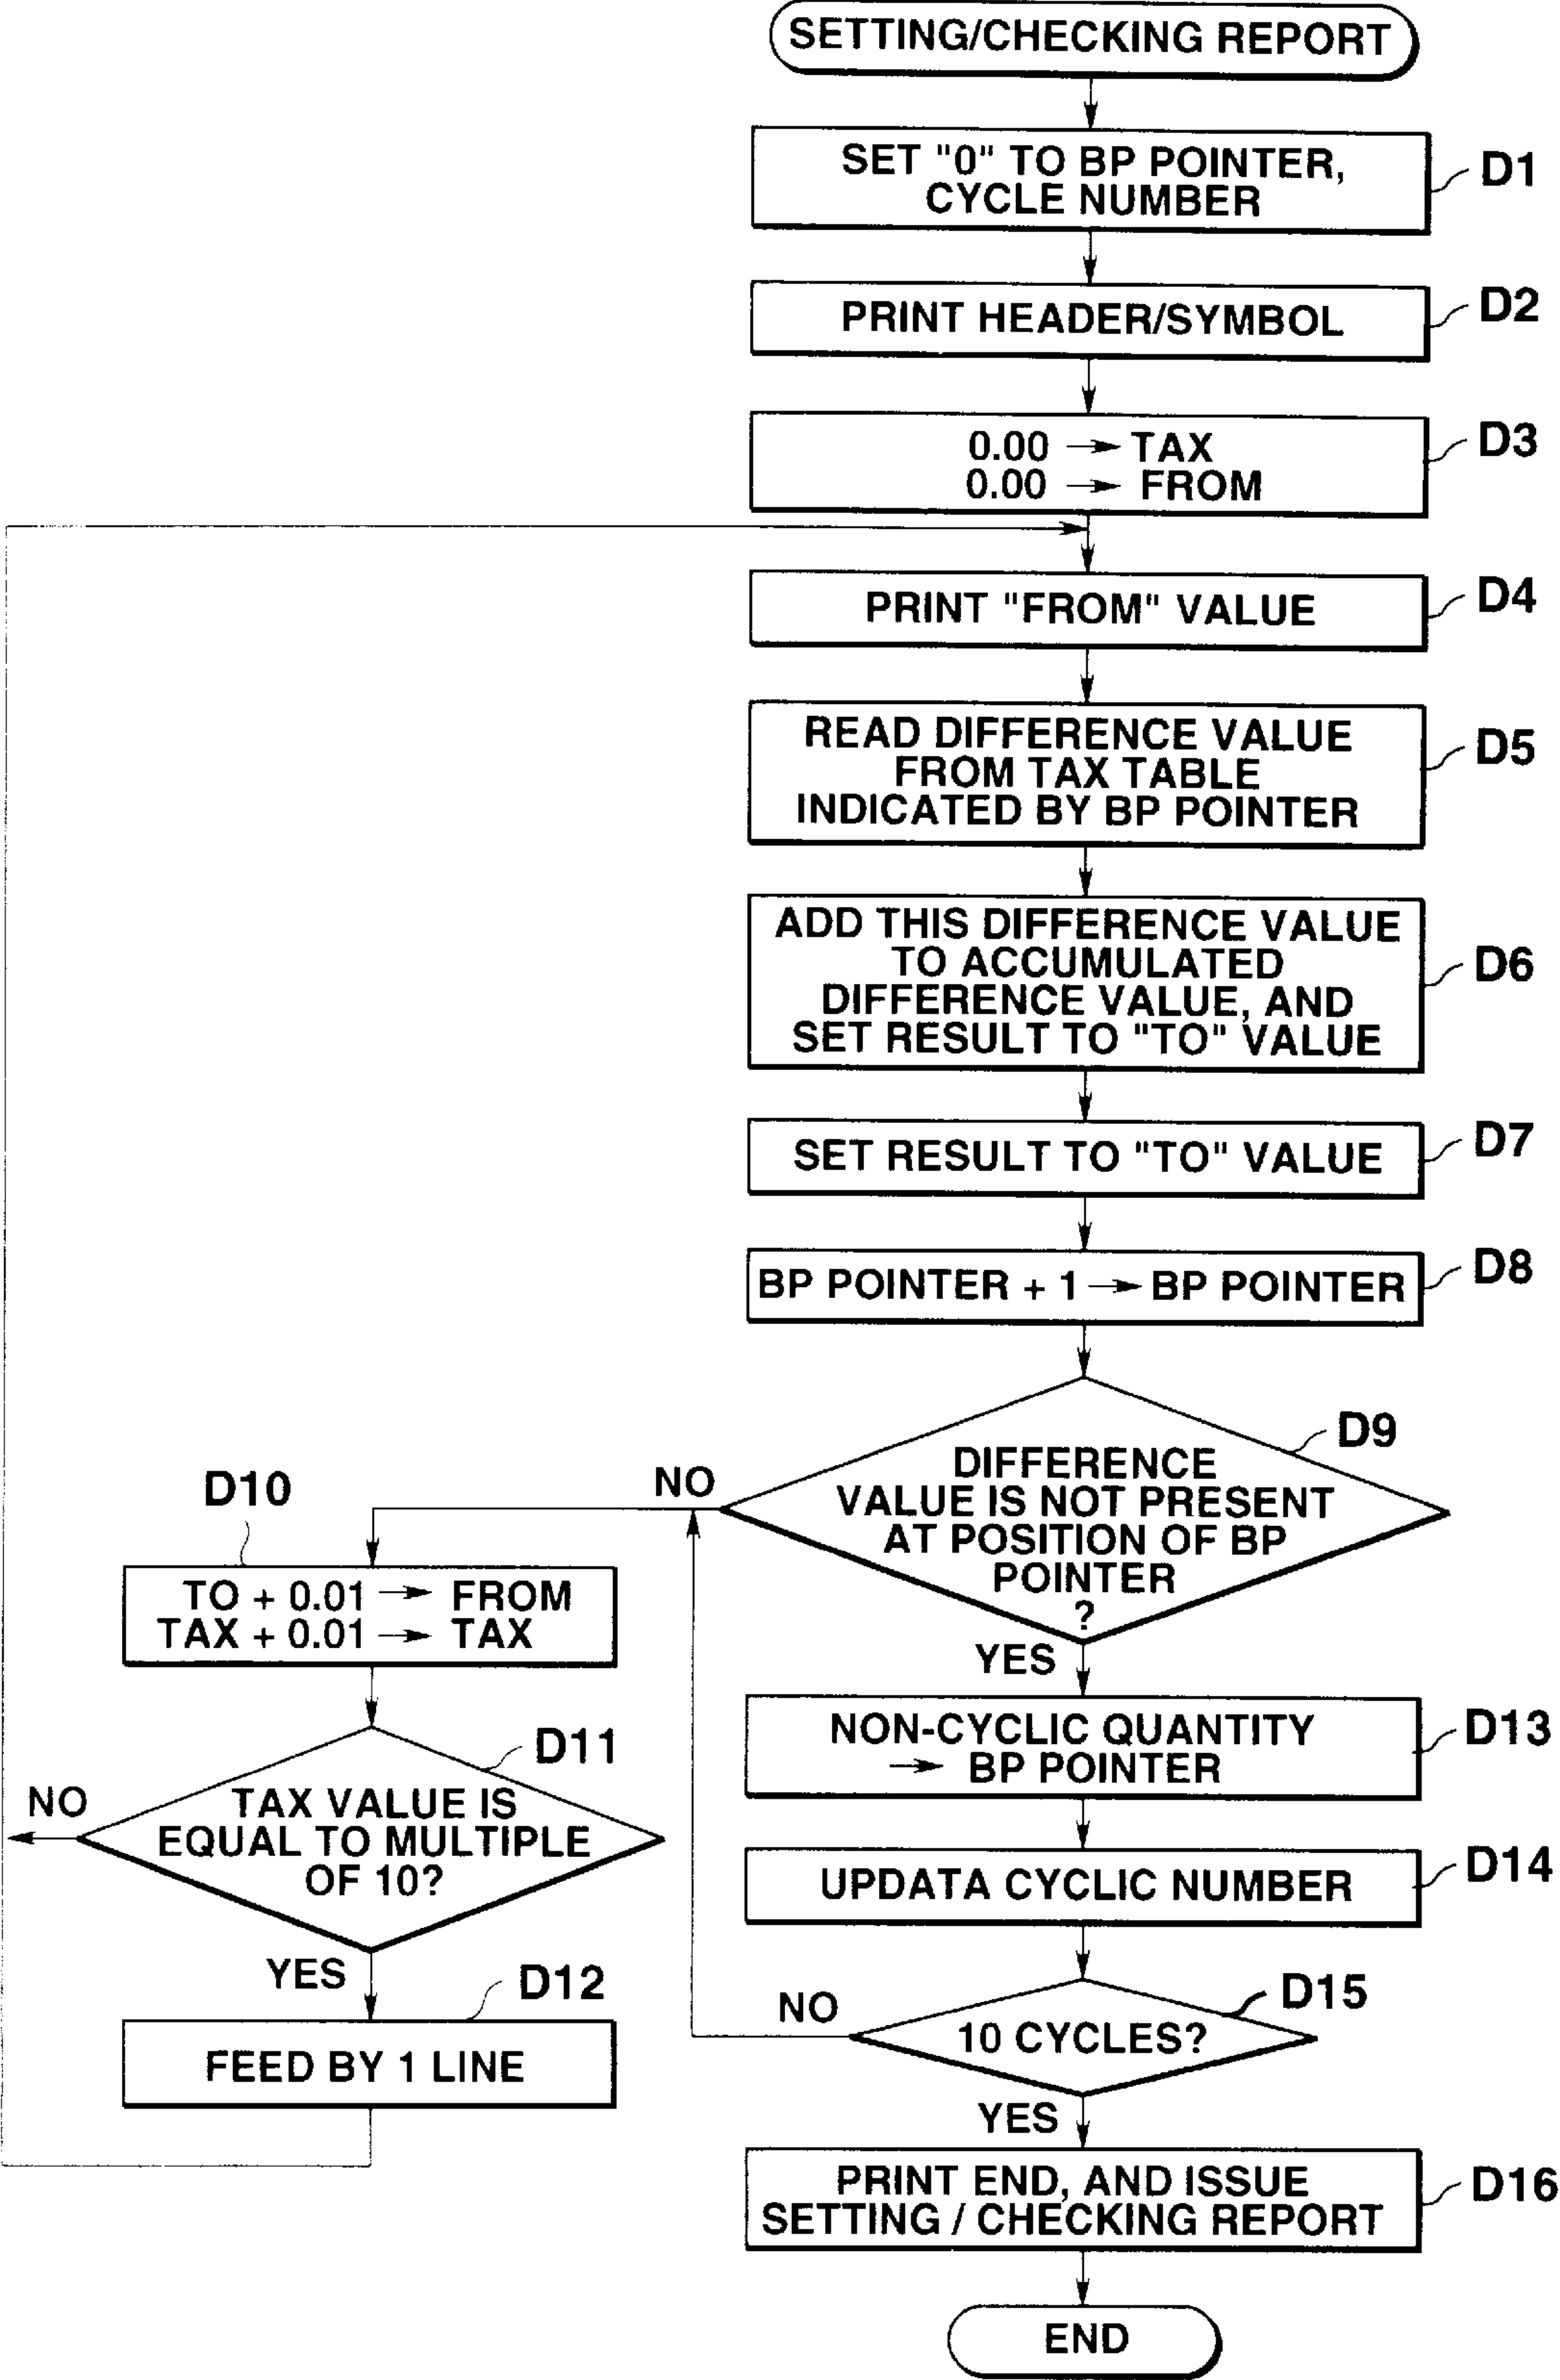 SETTING/CHECKING REPORT
SET "0" TO BP POINTER,
CYCLE NUMBER
D1
PRINT HEADER/SYMBOL
D2
0.00 → TAX
0.00 → FROM
D3
PRINT "FROM" VALUE
D4
READ DIFFERENCE VALUE
FROM TAX TABLE
INDICATED BY BP POINTER
D5
ADD THIS DIFFERENCE VALUE
TO ACCUMULATED
DIFFERENCE VALUE, AND
SET RESULT TO "TO" VALUE
D6
SET RESULT TO "TO" VALUE
D7
BP POINTER + 1 → BP POINTER
D8
DIFFERENCE
VALUE IS NOT PRESENT
AT POSITION OF BP
POINTER
?
D9
NO
YES
D10
TO + 0.01 → FROM
TAX + 0.01 → TAX
D11
TAX VALUE IS
EQUAL TO MULTIPLE
OF 10?
NO
YES
D12
FEED BY 1 LINE
NON-CYCLIC QUANTITY
→ BP POINTER
D13
UPDATA CYCLIC NUMBER
D14
10 CYCLES?
D15
NO
YES
PRINT END, AND ISSUE
SETTING / CHECKING REPORT
D16
END